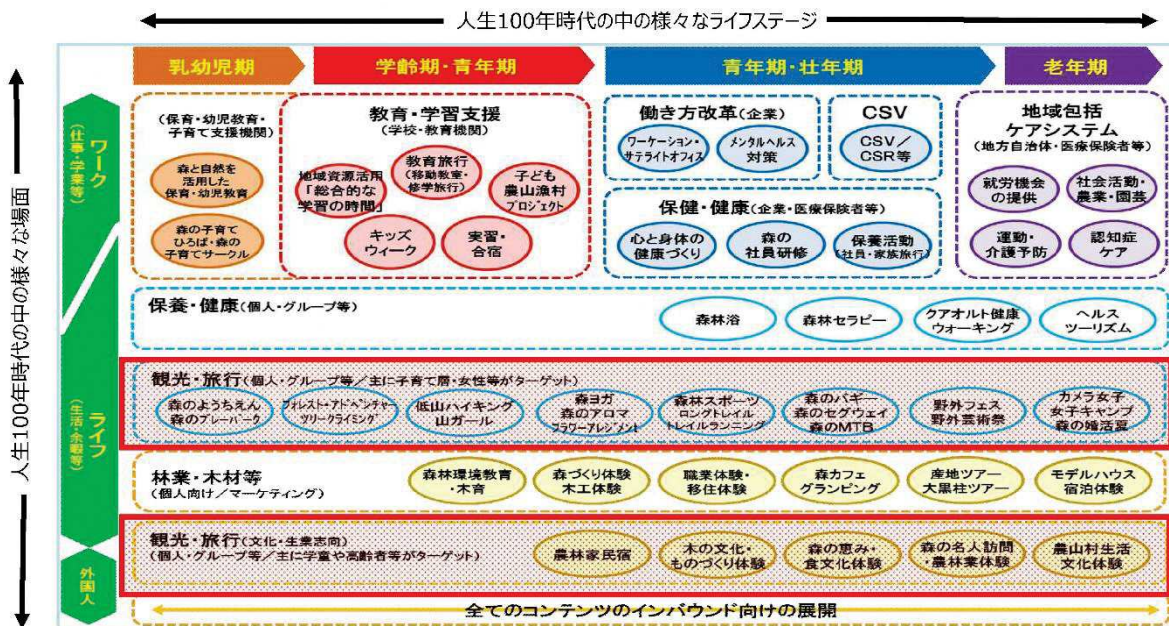 人生100年時代の中の様々なライフステージ
人生100年時代の中の様々な場面
乳幼児期
学齢期・青年期
青年期・壮年期
老年期
ワーク
(仕事・学業等)
ライフ
(生活・余暇等)
外国人
(保育・幼児教育・
子育て支援機関)
森と自然を
活用した
保育・幼児教育
森の子育て
ひろば・森の
子育てサークル
教育・学習支援
(学校・教育機関)
地域資源活用
「総合的な
学習の時間」
教育旅行
(移動教室・
修学旅行)
子ども
農山漁村
プロジェクト
キッズ
ウィーク
実習・
合宿
働き方改革(企業)
ワーケーション・
サテライトオフィス
メンタルヘルス
対策
CSV
CSV/
CSR等
保健・健康(企業・医療保険者等)
心と身体の
健康づくり
森の
社員研修
保養活動
(社員・家族旅行)
地域包括
ケアシステム
(地方自治体・医療保険者等)
就労機会
の提供
社会活動・
農業・園芸
運動・
介護予防
認知症
ケア
保養・健康(個人・グループ等)
森林浴
森林セラピー
クアオルト健康
ウォーキング
ヘルス
ツーリズム
観光・旅行(個人・グループ等/主に子育て層・女性等がターゲット)
森のようちえん
森のプレーパーク
フォレスト・アドベンチャー
ツリークライミング
低山ハイキング
山ガール
森ヨガ
森のアロマ
フラワーアレンジメント
森林スポーツ
ロングトレイル
トレイルランニング
森のバギー
森のセグウェイ
森のMTB
野外フェス
野外芸術祭
カメラ女子
女子キャンプ
森の婚活夏
林業・木材等
(個人向け/マーケティング)
森林環境教育
・木育
森づくり体験
木工体験
職業体験・
移住体験
森カフェ
グランピング
産地ツアー
大黒柱ツアー
モデルハウス
宿泊体験
観光・旅行(文化・生業志向)
(個人・グループ等/主に学童や高齢者等がターゲット)
農林家民宿
木の文化・
ものづくり体験
森の恵み・
食文化体験
森の名人訪問
・農林業体験
農山村生活
文化体験
全てのコンテンツのインバウンド向けの展開